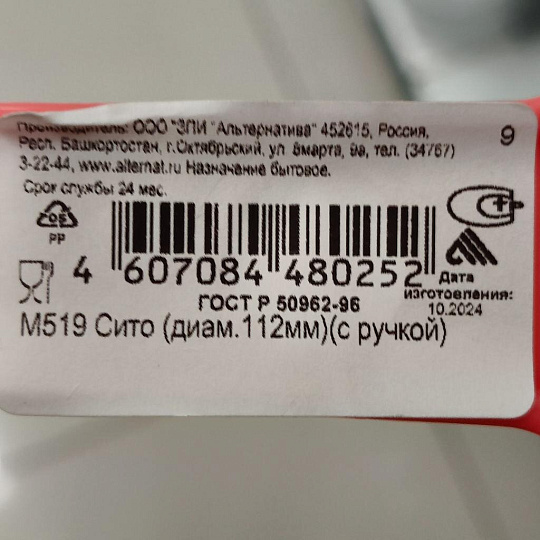 Производитель: ООО "ЗПИ "Альтернатива" 452615, Россия,
Респ. Башкортостан, г.Октябрьский, ул 8марта, 9а, тел. (34767)
3-22-44, www.alternat.ru Назначение бытовое.
Срок службы 24 мес.
9
05
PP
4 607084 480252
Дата
изготовления:
10.2024
ГОСТ Р 50962-96
М519 Сито (диам.112мм)(с ручкой)